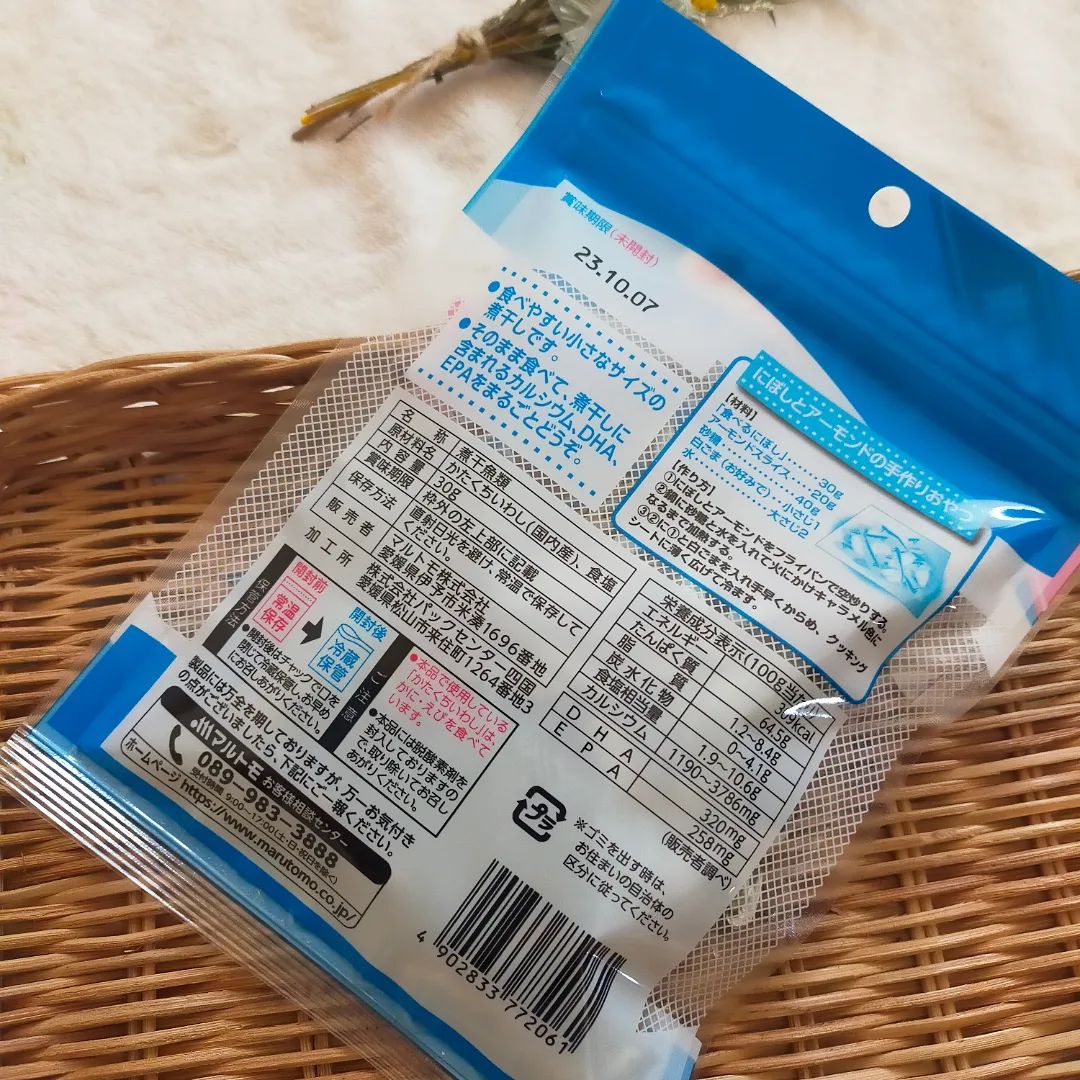 賞味期限(未開封)
23.10.07
●食べやすい小さなサイズの
煮干しです。
●そのまま食べて、煮干しに
含まれるカルシウム、DHA、
EPAをまるごとどうぞ。
にぼしとアーモンドの手作りおやつ
【材料】
「食べるにぼし」……30g
アーモンドスライス……20g
砂糖……40g
白ごま(お好みで)…小さじ1
水……大さじ2
【作り方】
①にぼしとアーモンドをフライパンで空炒りする。
②鍋に砂糖と水を入れて火にかけキャラメル色に
なるまで加熱する。
③②に①と白ごまを入れ手早くからめ、クッキング
シートに薄く広げて冷ます。
名称 煮干魚類
原材料名 かたくちいわし(国内産)、食塩
内容量 30g
賞味期限 枠外の左上部に記載
保存方法 直射日光を避け、常温で保存して
ください。
販売者 マルトモ株式会社
愛媛県伊予市米湊1696番地
加工所 株式会社パックセンター四国
愛媛県松山市来住町1264番地3
栄養成分表示(100g当たり)
エネルギー
たんぱく質 64.5g
脂質 1.2~8.4g
炭水化物 0~4.1g
食塩相当量 1.9~10.6g
カルシウム 1190~3786mg
DHA 320mg
EPA 258mg
(販売者調べ)
保管方法
開封前
常温
保存
開封後
冷蔵
保管
●開封後はチャックで口を
閉じて冷蔵保管し、お早め
にお召しあがりください。
ご注意
●本品で使用している
「かたくちいわし」は、
かに・えびを食べて
います。
●本品には脱酸素剤を
封入しておりますの
で、取り除いてお召し
あがりください。
製品には万全を期しておりますが、万一、お気付き
の点がございましたら、下記にご一報ください。
マルトモ お客様相談センター
089-983-3888
受付時間 9:00~17:00(土・日・祝日を除く)
ホームページ https://www.marutomo.co.jp/
プラ
※ゴミを出す時は、
お住まいの自治体の
区分に従ってください。
4 902833 772061